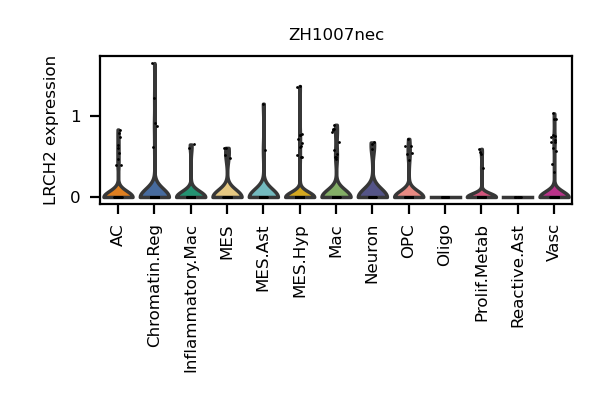 ZH1007nec
LRCH2 expression
1
0
AC
Chromatin.Reg
Inflammatory.Mac
MES
MES.Ast
MES.Hyp
Mac
Neuron
OPC
Oligo
Prolif.Metab
Reactive.Ast
Vasc